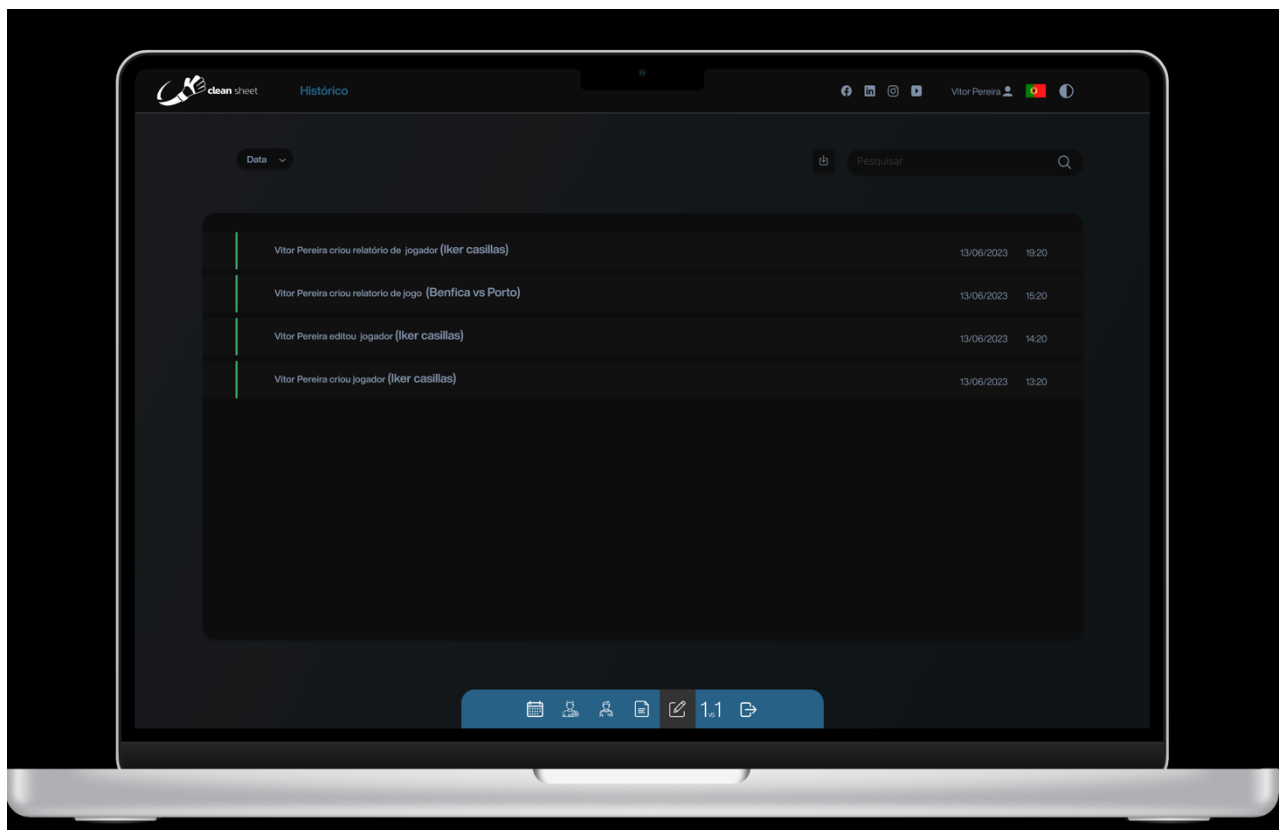 clean sheet
Histórico
Vitor Pereira
Data
Pesquisar
Vitor Pereira criou relatório de jogador (Iker casillas) 13/06/2023 19:20
Vitor Pereira criou relatorio de jogo (Benfica vs Porto) 13/06/2023 15:20
Vitor Pereira editou jogador (Iker casillas) 13/06/2023 14:20
Vitor Pereira criou jogador (Iker casillas) 13/06/2023 13:20
1vs1